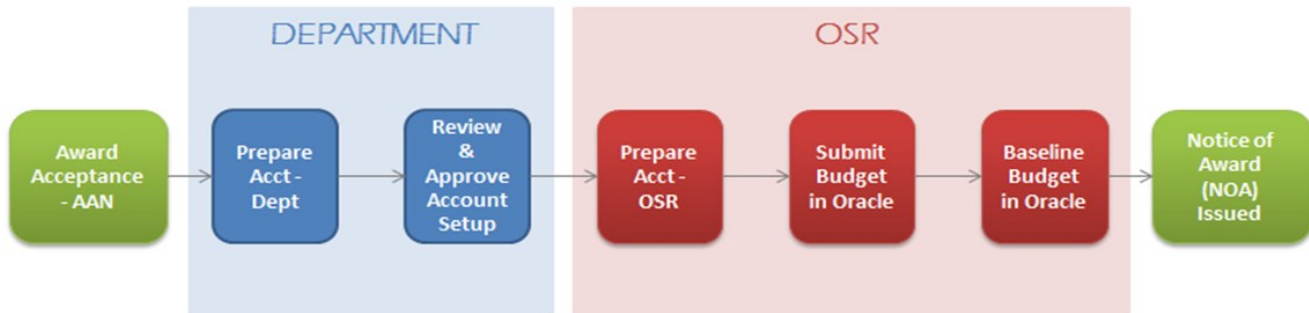 DEPARTMENT
OSR
Award
Acceptance
- AAN
Prepare
Acct -
Dept
Review
&
Approve
Account
Setup
Prepare
Acct -
OSR
Submit
Budget
in Oracle
Baseline
Budget
in Oracle
Notice of
Award
(NOA)
Issued